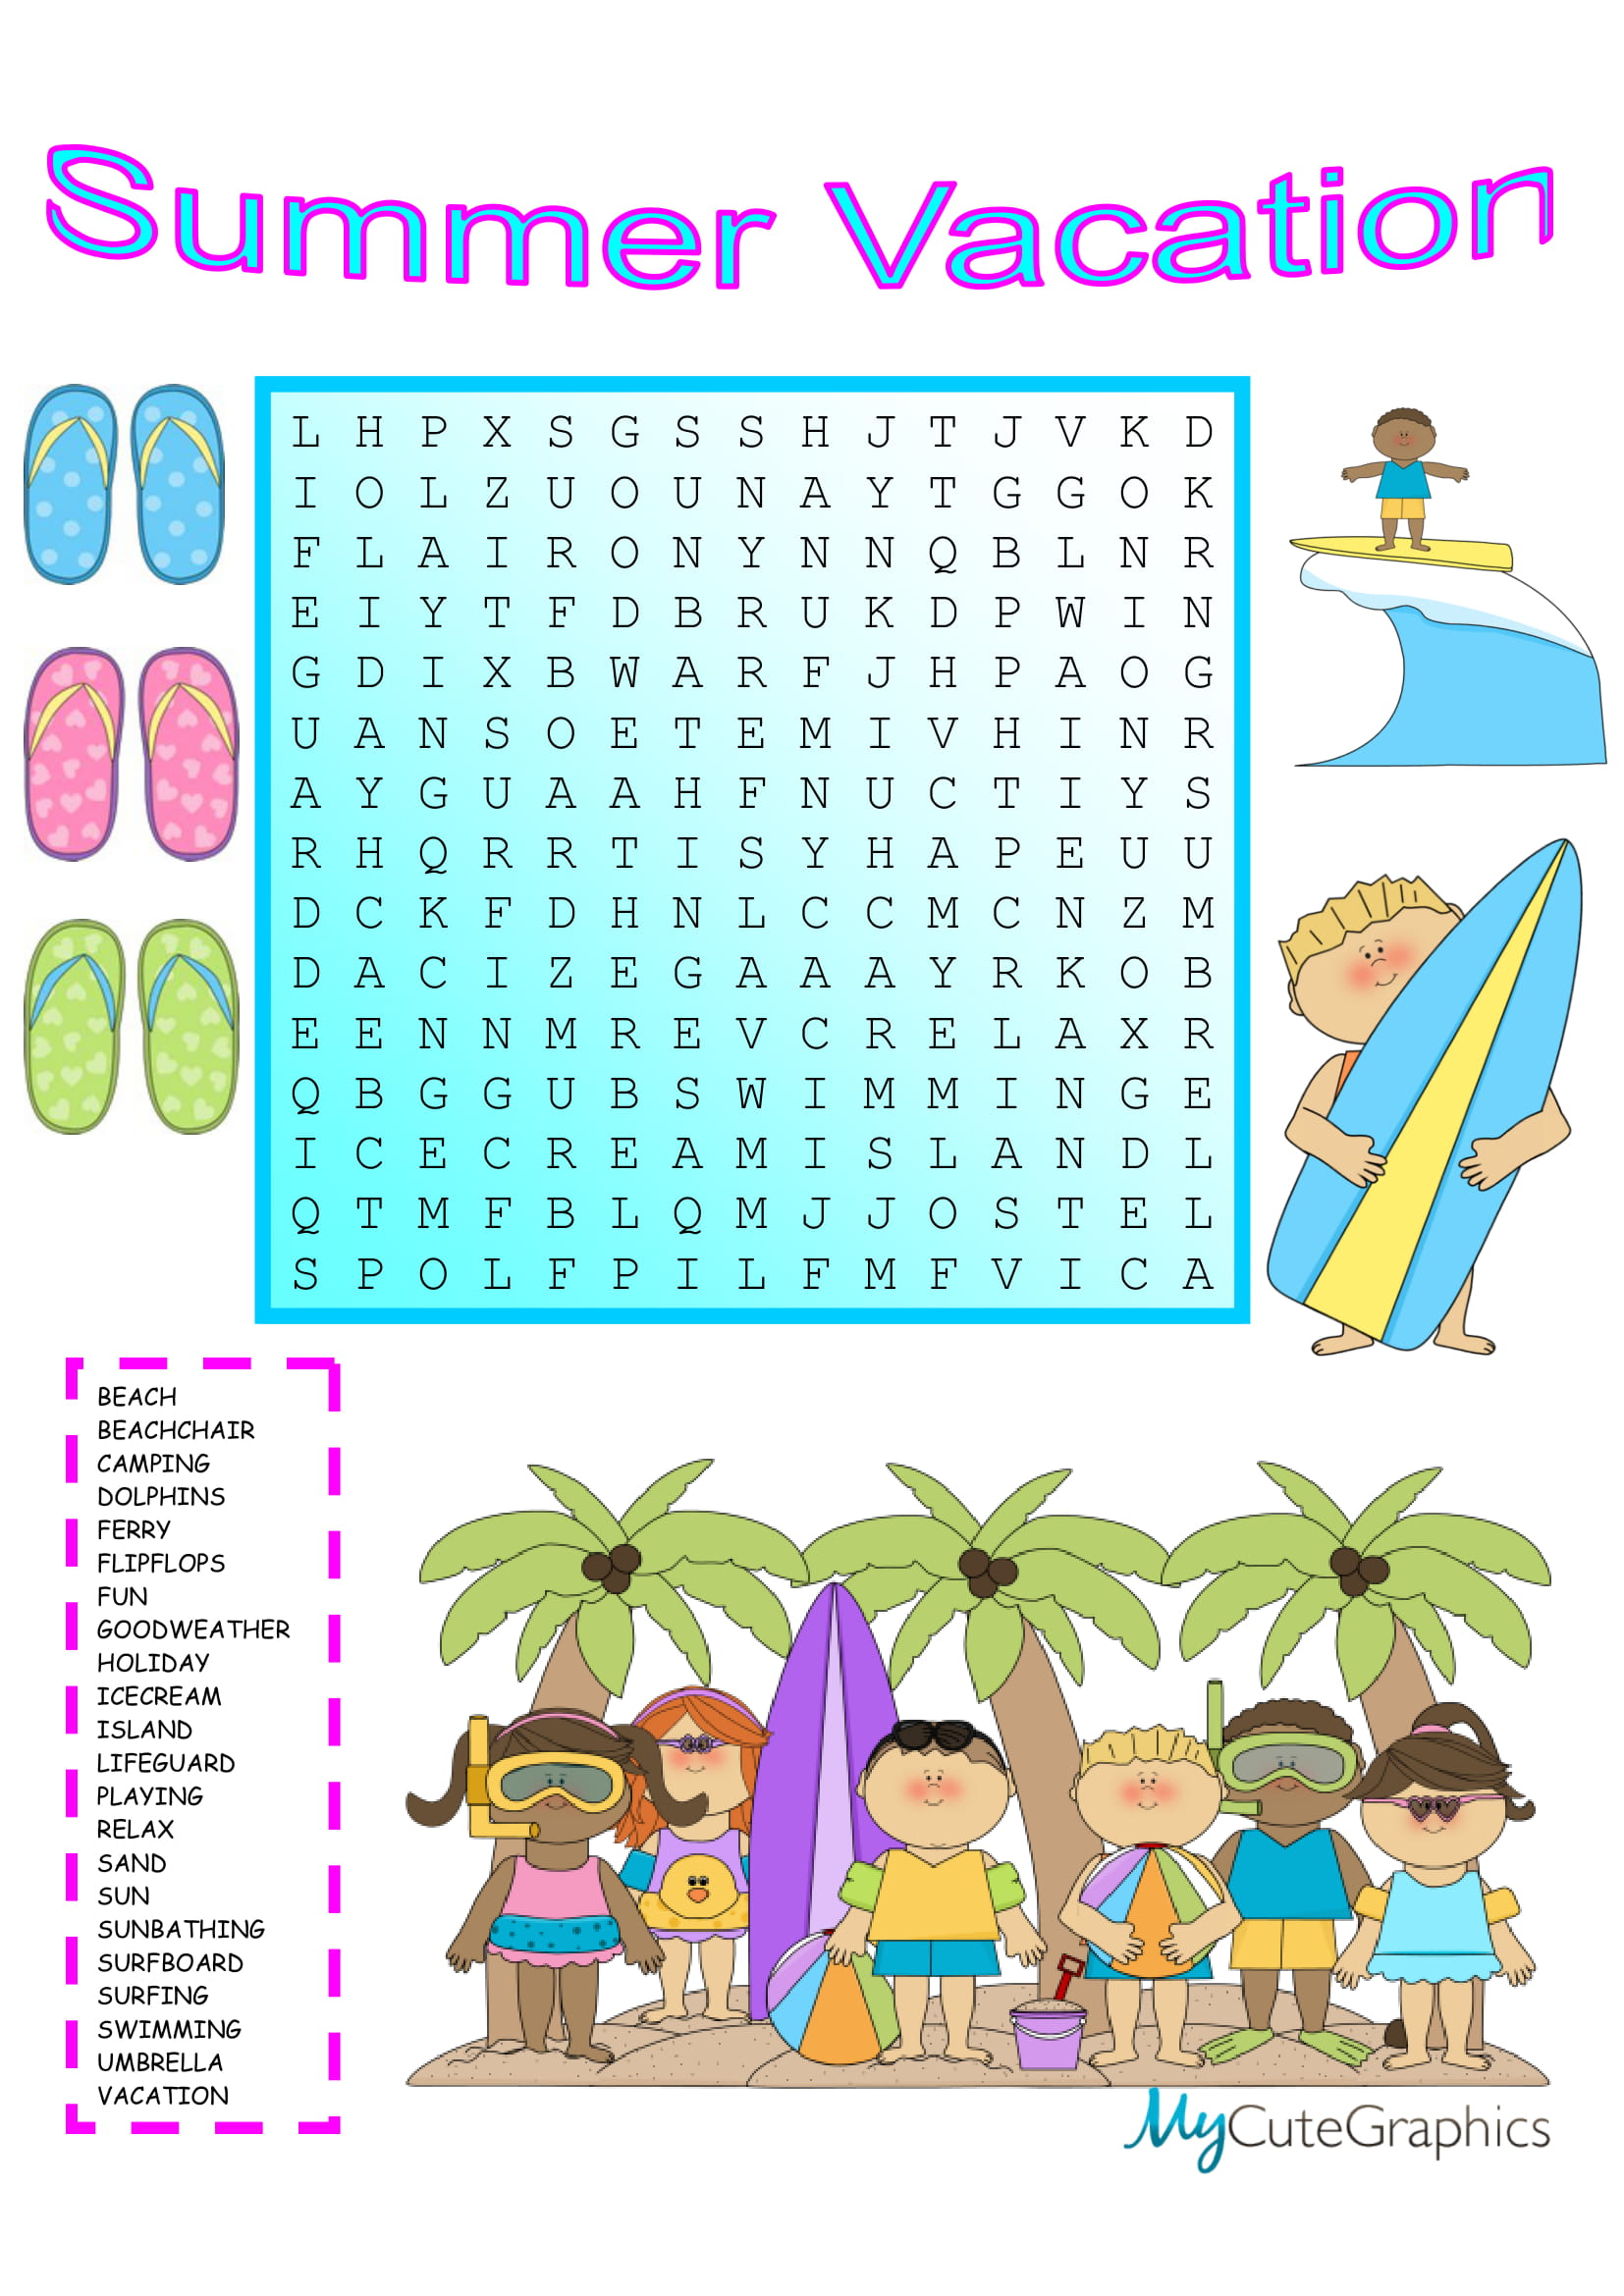 Summer Vacation
L H P X S G S S H J T J V K D
I O L Z U O U N A Y T G G O K
F L A I R O N Y N N Q B L N R
E I Y T F D B R U K D P W I N
G D I X B W A R F J H P A O G
U A N S O E T E M I V H I N R
A Y G U A A H F N U C T I Y S
R H Q R R T I S Y H A P E U U
D C K F D H N L C C M C N Z M
D A C I Z E G A A A Y R K O B
E E N N M R E V C R E L A X R
Q B G G U B S W I M M I N G E
I C E C R E A M I S L A N D L
Q T M F B L Q M J J O S T E L
S P O L F P I L F M F V I C A
BEACH
BEACHCHAIR
CAMPING
DOLPHINS
FERRY
FLIPFLOPS
FUN
GOODWEATHER
HOLIDAY
ICECREAM
ISLAND
LIFEGUARD
PLAYING
RELAX
SAND
SUN
SUNBATHING
SURFBOARD
SURFING
SWIMMING
UMBRELLA
VACATION
MyCuteGraphics